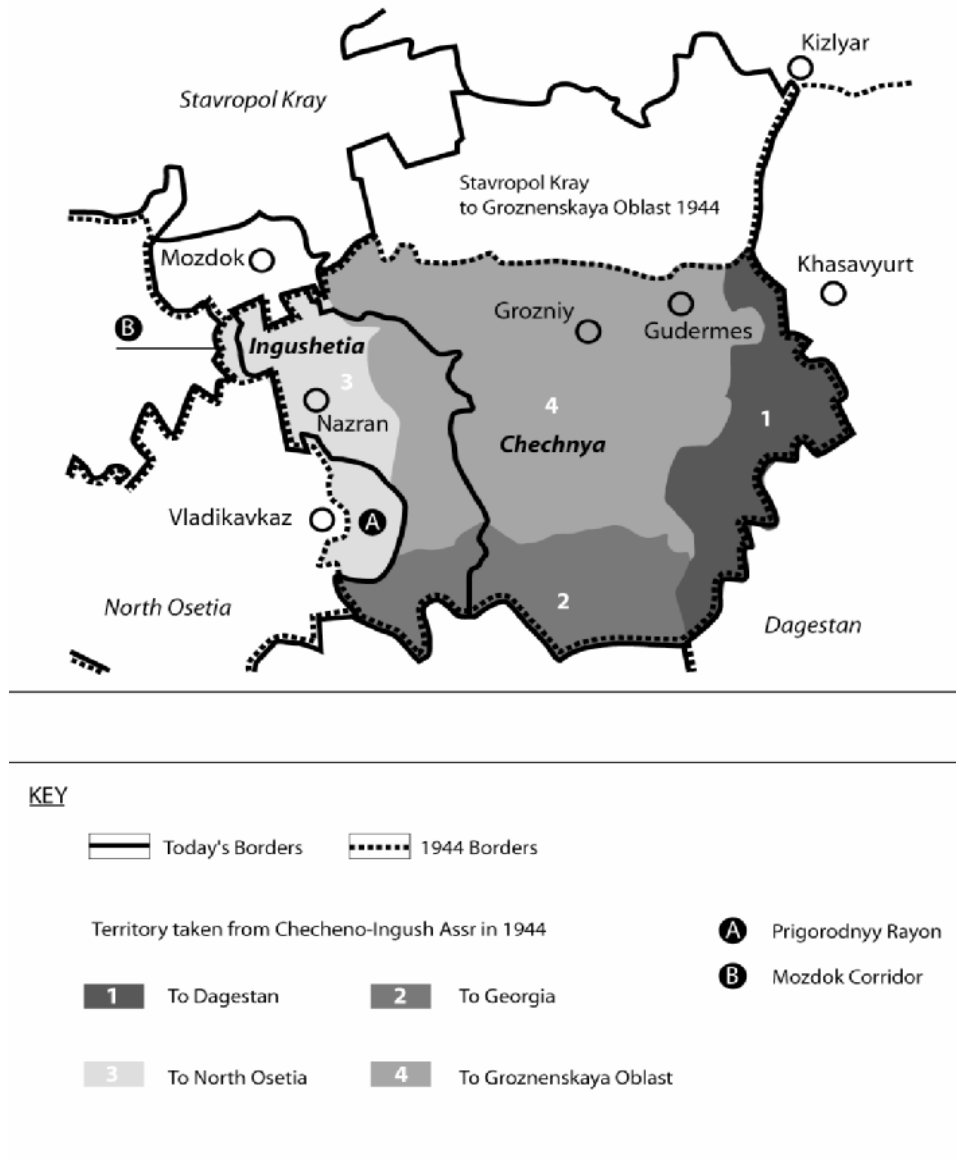 Kizlyar
Stavropol Kray
Stavropol Kray
to Groznenskaya Oblast 1944
Mozdok
Khasavyurt
Grozniy
Gudermes
B
Ingushetia
3
4
1
Nazran
Chechnya
Vladikavkaz
A
North Osetia
2
Dagestan
KEY
Today's Borders
1944 Borders
Territory taken from Checheno-Ingush Assr in 1944
A Prigorodnyy Rayon
B Mozdok Corridor
1 To Dagestan
2 To Georgia
3 To North Osetia
4 To Groznenskaya Oblast